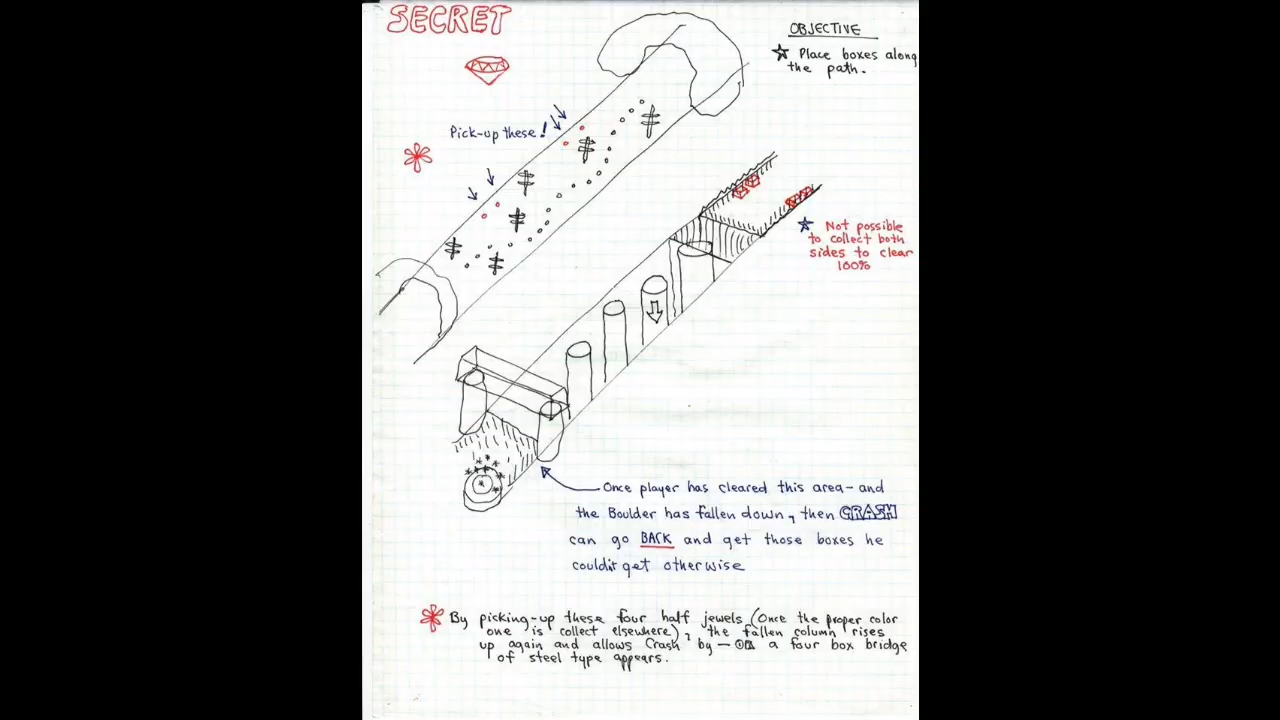 SECRET
OBJECTIVE
☆ Place boxes along
the path.
Pick-up these!
☆ Not possible
to collect both
sides to clear
100%
Once player has cleared this area - and
the Boulder has fallen down, then CRASH
can go BACK and get those boxes he
couldn't get otherwise
By picking-up these four half jewels (Once the proper color
one is collect elsewhere), the fallen column rises
up again and allows Crash by — OR a four box bridge
of steel type appears.